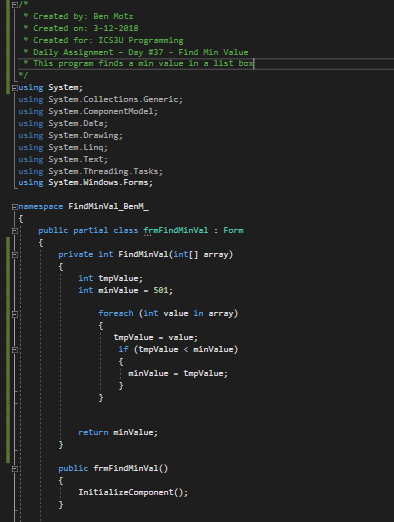 /*
* Created by: Ben Motz
* Created on: 3-12-2018
* Created for: ICS3U Programming
* Daily Assignment – Day #37 - Find Min Value
* This program finds a min value in a list box
*/
using System;
using System.Collections.Generic;
using System.ComponentModel;
using System.Data;
using System.Drawing;
using System.Linq;
using System.Text;
using System.Threading.Tasks;
using System.Windows.Forms;
namespace FindMinVal_BenM_
{
public partial class frmFindMinVal : Form
{
private int FindMinVal(int[] array)
{
int tmpValue;
int minValue = 501;
foreach (int value in array)
{
tmpValue = value;
if (tmpValue < minValue)
{
minValue = tmpValue;
}
}
return minValue;
}
public frmFindMinVal()
{
InitializeComponent();
}